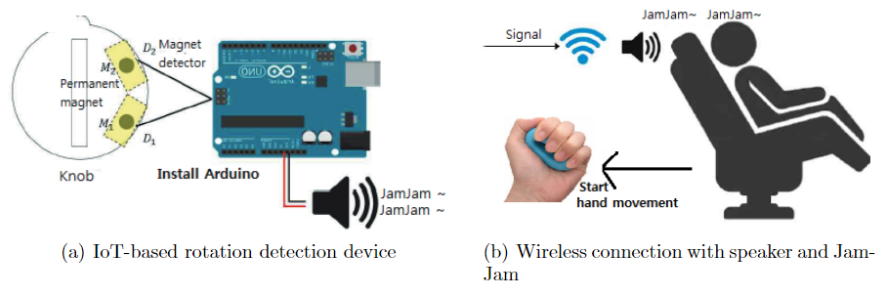 D₂
Magnet
detector
M₂
Permanent
magnet
M₁
D₁
UNO
Knob
Install Arduino
JamJam ~
JamJam ~
(a) IoT-based rotation detection device
JamJam~ JamJam~
Signal
Start
hand movement
(b) Wireless connection with speaker and Jam-
Jam